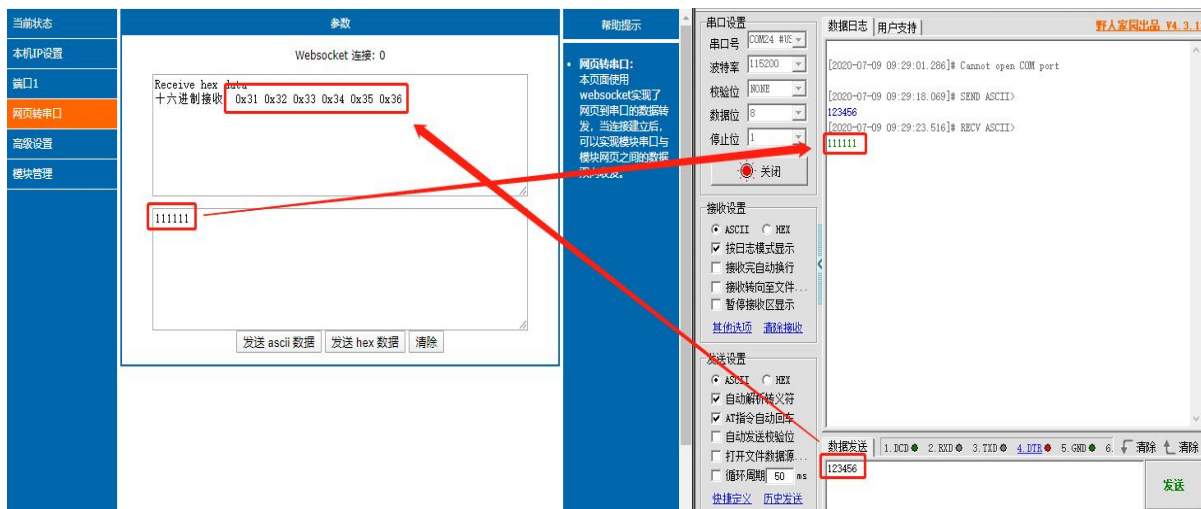 当前状态
本机IP设置
端口1
网页转串口
高级设置
模块管理
参数
Websocket 连接: 0
Receive hex data
十六进制接收 0x31 0x32 0x33 0x34 0x35 0x36
111111
发送 ascii 数据
发送 hex 数据
清除
帮助提示
网页转串口:
本页面使用
websocket实现了
网页到串口的数据转
发，当连接建立后，
可以实现模块串口与
模块网页之间的数据
双向收发。
串口设置
串口号 COM24 #US
波特率 115200
校验位 NONE
数据位 8
停止位 1
关闭
接收设置
ASCII HEX
按日志模式显示
接收完自动换行
接收转向至文件...
暂停接收区显示
其他选项 清除接收
发送设置
ASCII HEX
自动解析转义符
AT指令自动回车
自动发送校验位
打开文件数据源...
循环周期 50 ms
快捷定义 历史发送
数据日志 用户支持
野人家园出品 V4.3.1
[2020-07-09 09:29:01.286]# Cannot open COM port
[2020-07-09 09:29:18.069]# SEND ASCII>
123456
[2020-07-09 09:29:23.516]# RECV ASCII>
111111
数据发送 1.DCD 2.RXD 3.TXD 4.DTR 5.GND 6. 清除 清除
123456
发送